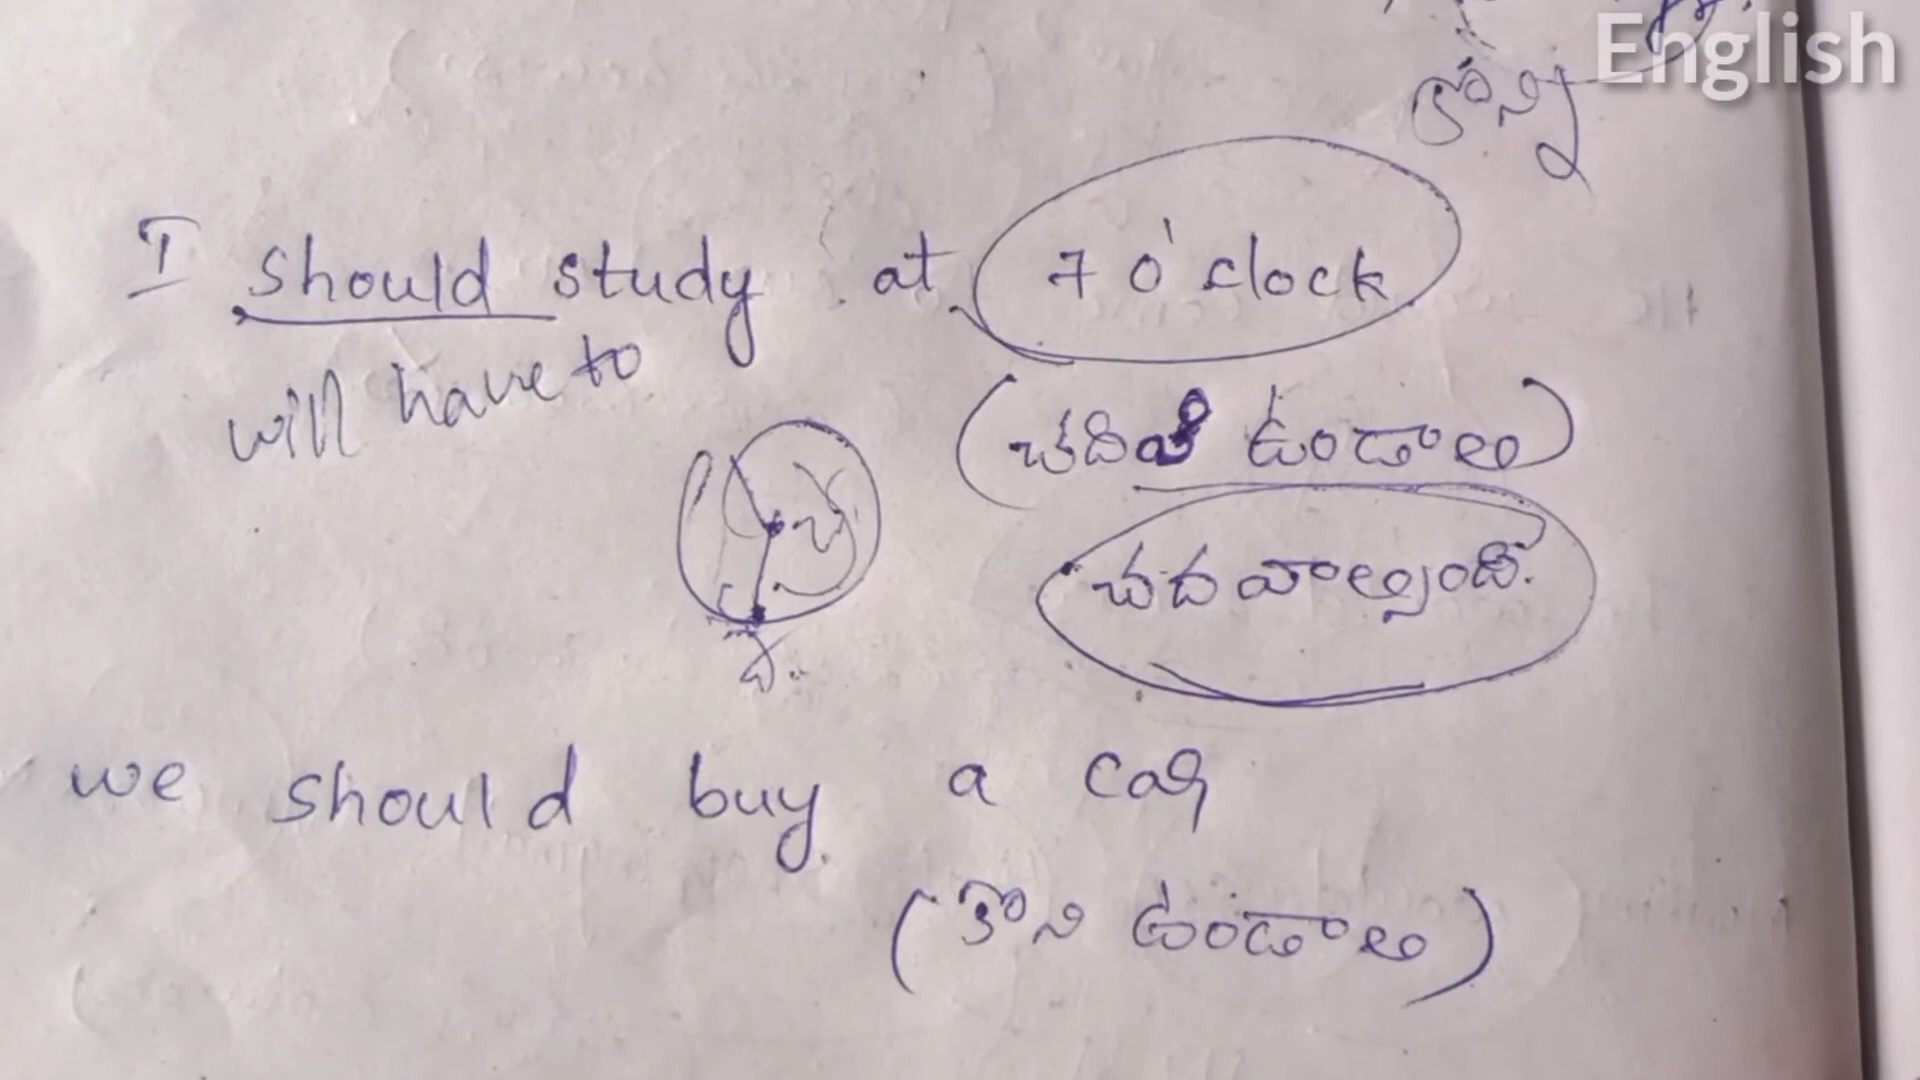 English
కొని
I should study at 7 o'clock
will have to
(చదివి ఉండాలి)
చదవాల్సింది.
we should buy a car
(కొని ఉండాలి)